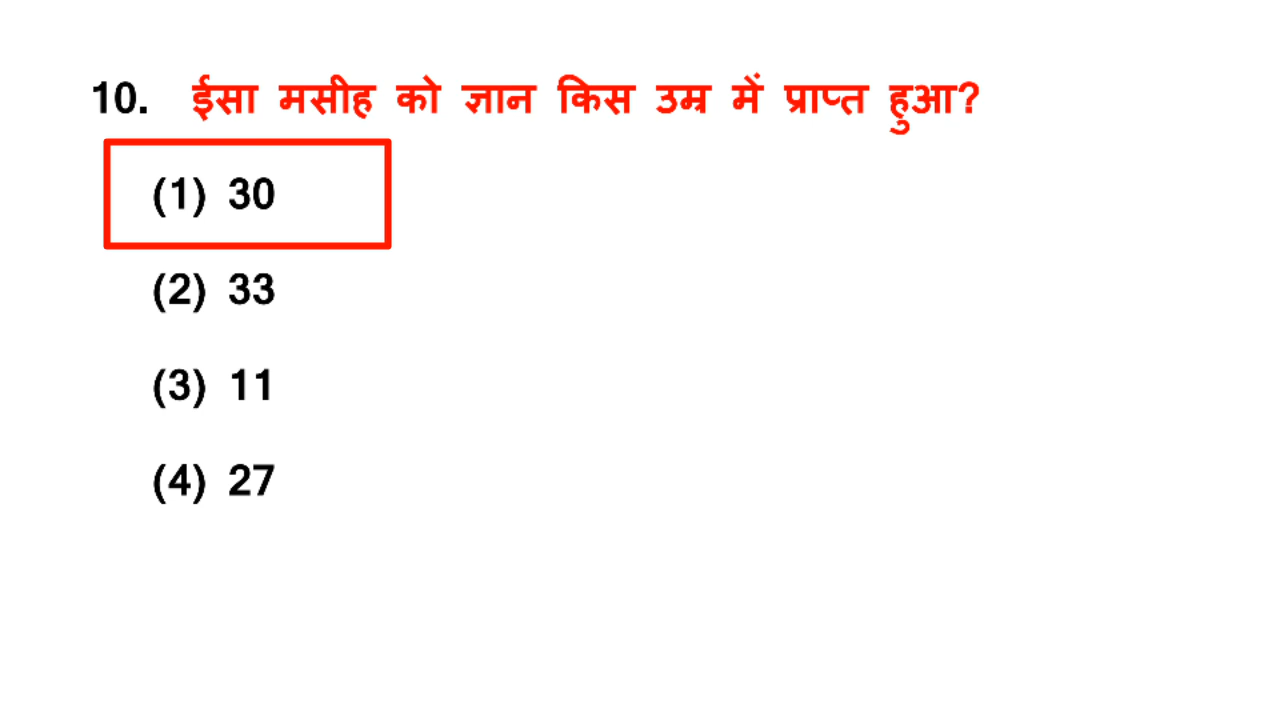 10. ईसा मसीह को ज्ञान किस उम्र में प्राप्त हुआ?
(1) 30
(2) 33
(3) 11
(4) 27